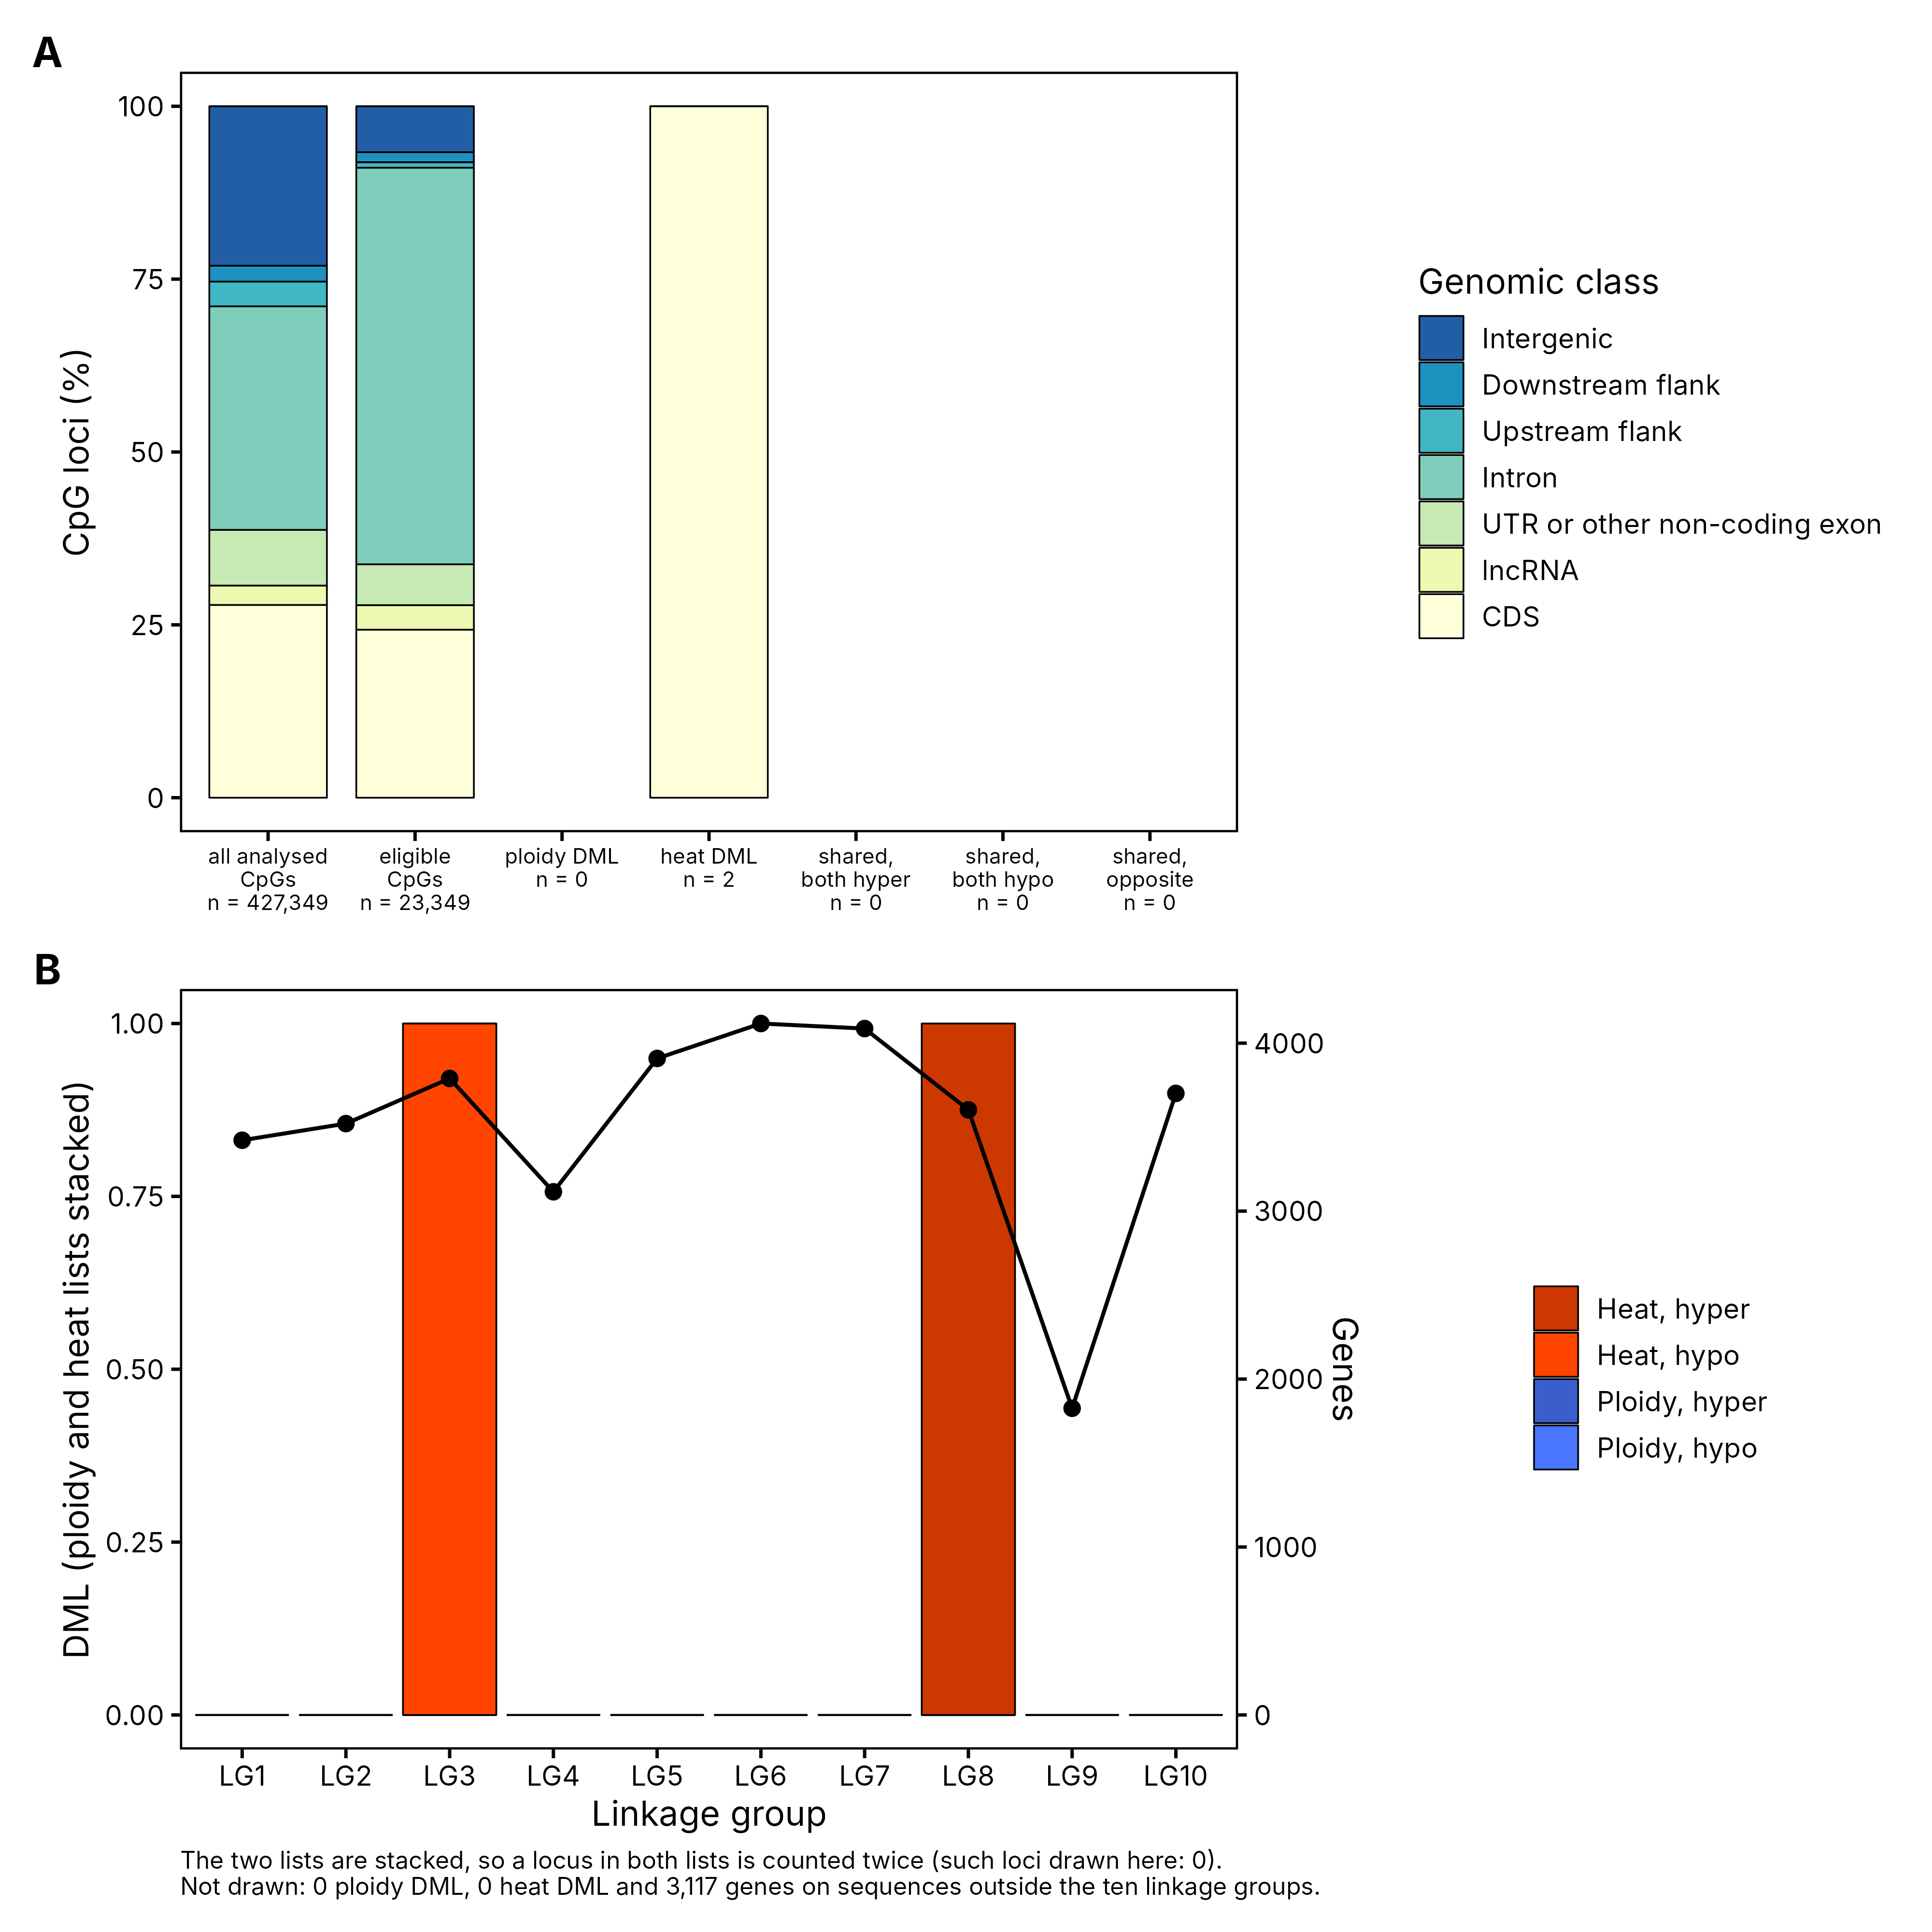 A
100
75
50
25
0
CpG loci (%)
all analysed
CpGs
n = 427,349
eligible
CpGs
n = 23,349
ploidy DML
n = 0
heat DML
n = 2
shared,
both hyper
n = 0
shared,
both hypo
n = 0
shared,
opposite
n = 0
Genomic class
Intergenic
Downstream flank
Upstream flank
Intron
UTR or other non-coding exon
lncRNA
CDS
B
1.00
0.75
0.50
0.25
0.00
DML (ploidy and heat lists stacked)
4000
3000
2000
1000
0
Genes
LG1
LG2
LG3
LG4
LG5
LG6
LG7
LG8
LG9
LG10
Linkage group
Heat, hyper
Heat, hypo
Ploidy, hyper
Ploidy, hypo
The two lists are stacked, so a locus in both lists is counted twice (such loci drawn here: 0).
Not drawn: 0 ploidy DML, 0 heat DML and 3,117 genes on sequences outside the ten linkage groups.